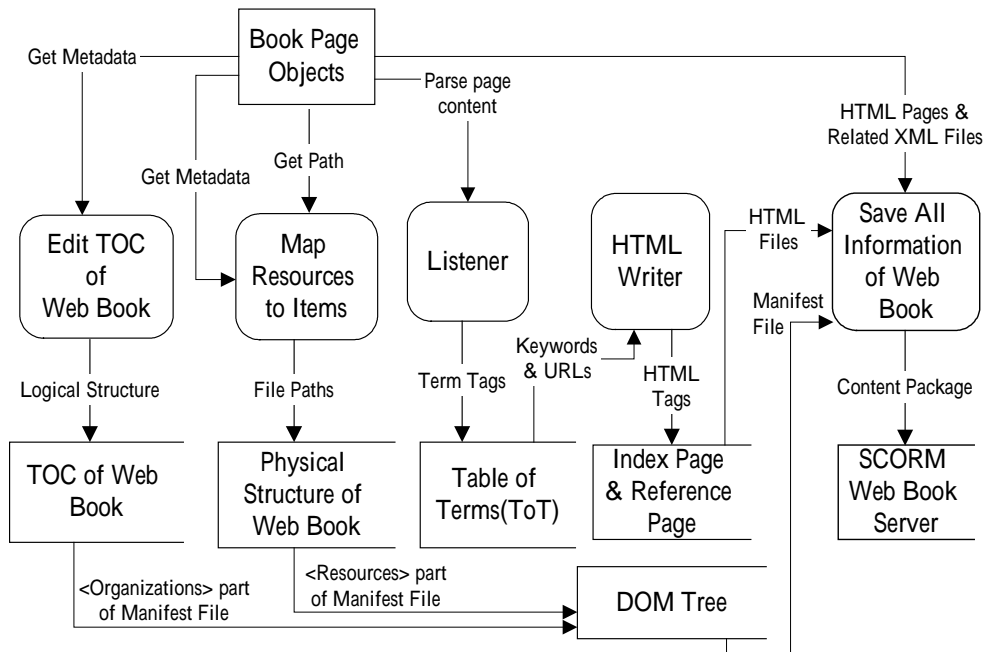 Book Page
Objects
Get Metadata
Parse page
content
HTML Pages &
Related XML Files
Get Path
Get Metadata
Edit TOC
of
Web Book
Map
Resources
to Items
Listener
HTML
Writer
HTML
Files
Save All
Information
of Web
Book
Manifest
File
Logical Structure
File Paths
Term Tags
Keywords
& URLs
HTML
Tags
Content Package
TOC of Web
Book
Physical
Structure of
Web Book
Table of
Terms(ToT)
Index Page
& Reference
Page
SCORM
Web Book
Server
<Organizations> part
of Manifest File
<Resources> part
of Manifest File
DOM Tree